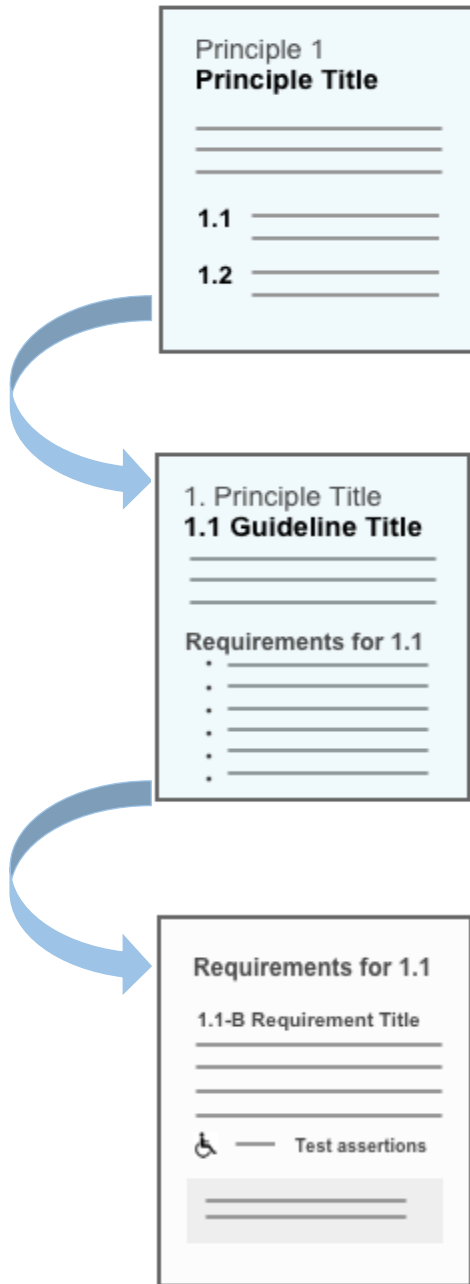 Principle 1
Principle Title
1.1
1.2
1. Principle Title
1.1 Guideline Title
Requirements for 1.1
Requirements for 1.1
1.1-B Requirement Title
Test assertions